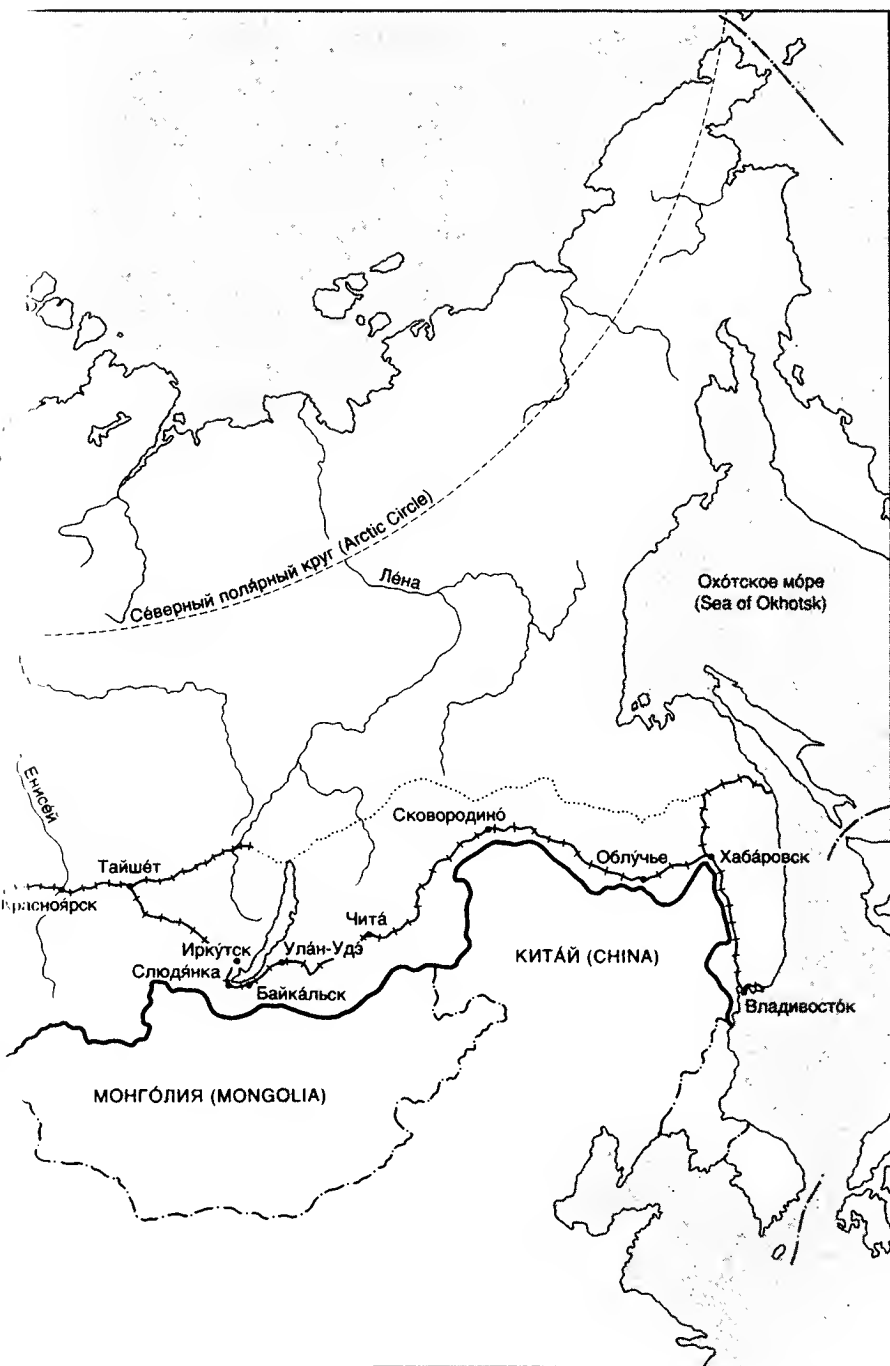 Се́верный поля́рный круг (Arctic Circle)
Ле́на
Охо́тское мо́ре
(Sea of Okhotsk)
Енисе́й
Сковородино́
Тайше́т
Облу́чье
Хаба́ровск
Красноя́рск
Чита́
Ирку́тск
Ула́н-Удэ́
КИТА́Й (CHINA)
Слюдя́нка
Байка́льск
Владивосто́к
МОНГО́ЛИЯ (MONGOLIA)